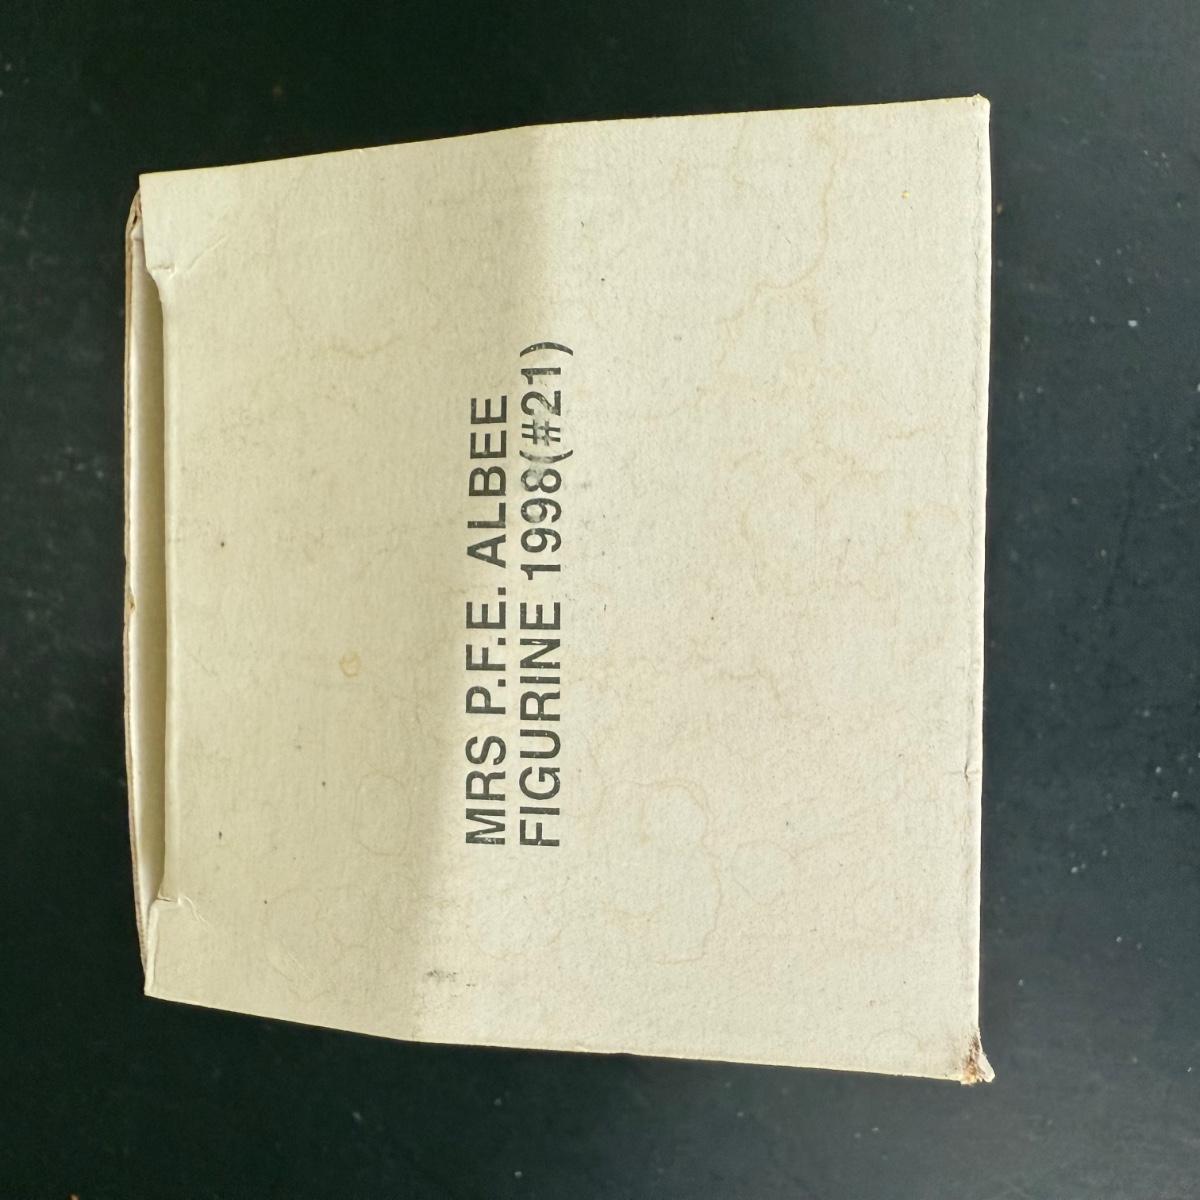 MRS P.F.E. ALBEE
FIGURINE 1998(#21)